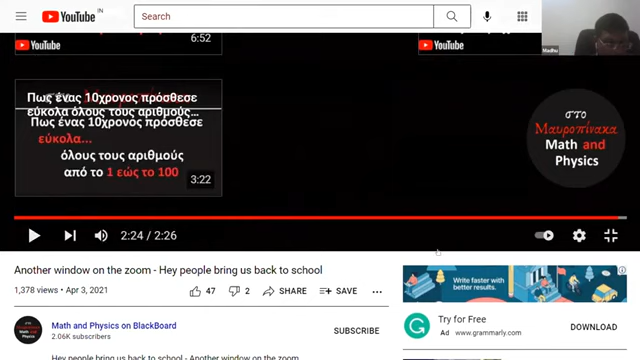 YouTube IN
Search
Madhu
YouTube
6:52
YouTube
Πως ένας 10χρονος πρόσθεσε
εύκολα όλους τους αριθμούς...
Πως ένας 10χρονος πρόσθεσε
εύκολα...
όλους τους αριθμούς
από το 1 εώς το 100
3:22
στο
Μαυροπίνακα
Math and
Physics
2:24 / 2:26
Another window on the zoom - Hey people bring us back to school
1,378 views • Apr 3, 2021
47
2
SHARE
SAVE
Math and Physics on BlackBoard
2.06K subscribers
SUBSCRIBE
Hey people bring us back to school - Another window on the zoom
Write faster
with better results.
Try for Free
Ad www.grammarly.com
DOWNLOAD